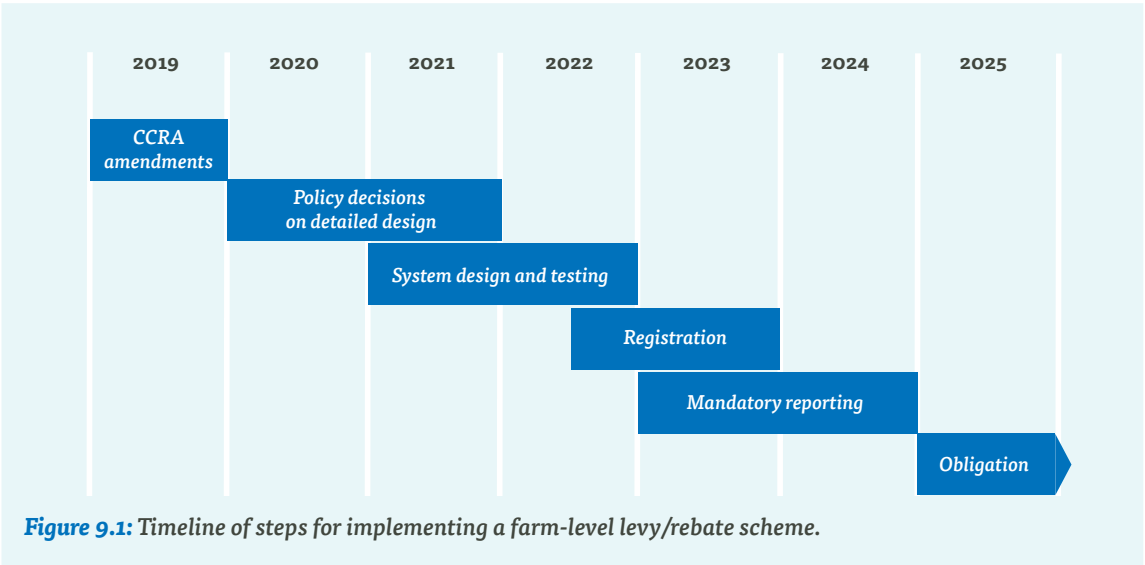 2019 2020 2021 2022 2023 2024 2025
CCRA
amendments
Policy decisions
on detailed design
System design and testing
Registration
Mandatory reporting
Obligation
Figure 9.1: Timeline of steps for implementing a farm-level levy/rebate scheme.